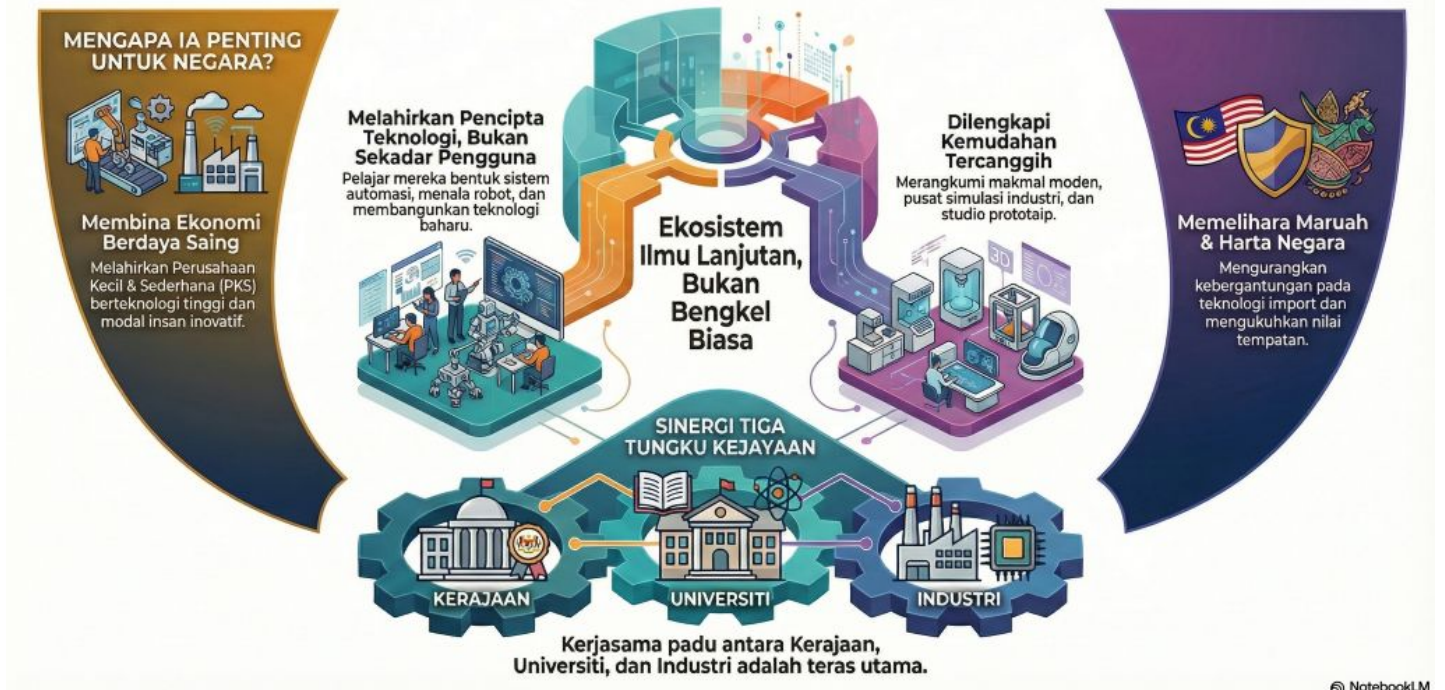 MENGAPA IA PENTING
UNTUK NEGARA?
Membina Ekonomi
Berdaya Saing
Melahirkan Perusahaan
Kecil & Sederhana (PKS)
berteknologi tinggi dan
modal insan inovatif.
Melahirkan Pencipta
Teknologi, Bukan
Sekadar Pengguna
Pelajar mereka bentuk sistem
automasi, menala robot, dan
membangunkan teknologi
baharu.
Ekosistem
Ilmu Lanjutan,
Bukan
Bengkel
Biasa
Dilengkapi
Kemudahan
Tercanggih
Merangkumi makmal moden,
pusat simulasi industri, dan
studio prototaip.
3D
Memelihara Maruah
& Harta Negara
Mengurangkan
kebergantungan pada
teknologi import dan
mengukuhkan nilai
tempatan.
SINERGI TIGA
TUNGKU KEJAYAAN
KERAJAAN
UNIVERSITI
INDUSTRI
Kerjasama padu antara Kerajaan,
Universiti, dan Industri adalah teras utama.
NotebookLM